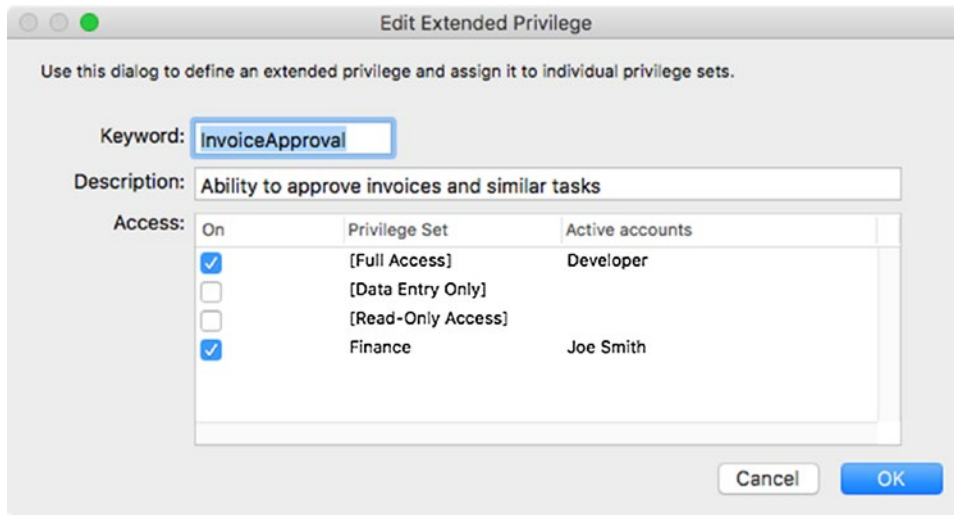 Edit Extended Privilege
Use this dialog to define an extended privilege and assign it to individual privilege sets.
Keyword: InvoiceApproval
Description: Ability to approve invoices and similar tasks
Access: On Privilege Set Active accounts
[Full Access] Developer
[Data Entry Only]
[Read-Only Access]
Finance Joe Smith
Cancel OK